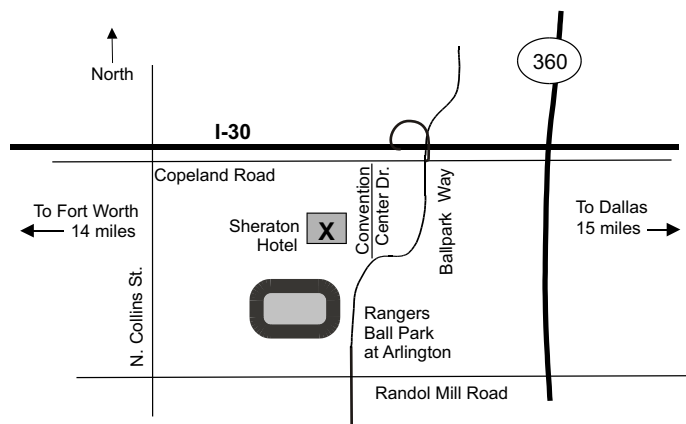 360
North
I-30
Copeland Road
To Fort Worth
14 miles
Sheraton
Hotel
X
Convention
Center Dr.
Ballpark Way
To Dallas
15 miles
N. Collins St.
Rangers
Ball Park
at Arlington
Randol Mill Road